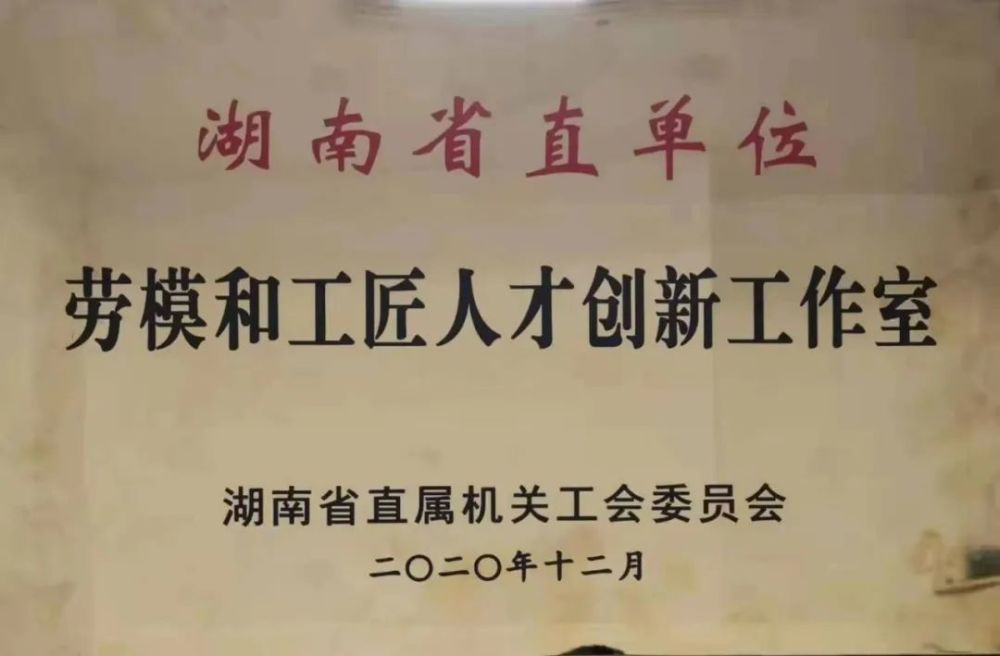 湖南省直单位
劳模和工匠人才创新工作室
湖南省直属机关工会委员会
二〇二〇年十二月